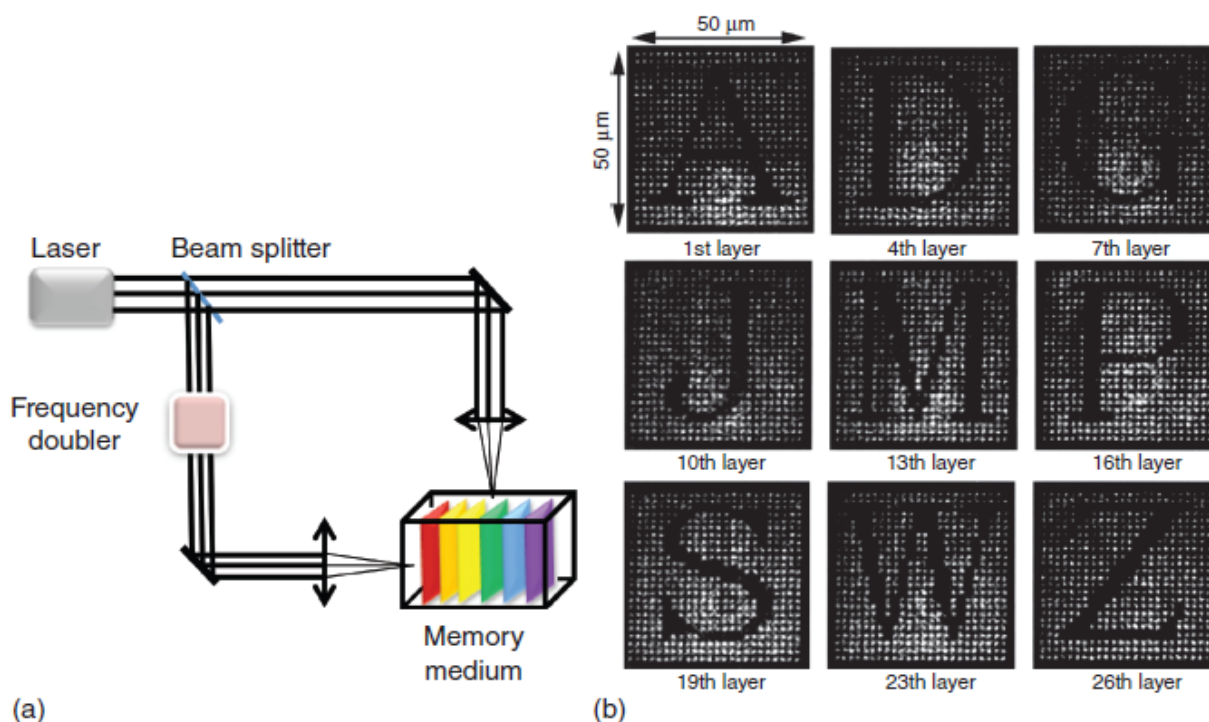 Laser
Beam splitter
Frequency
doubler
Memory
medium
(a)
50 μm
50 μm
A
D
G
1st layer
4th layer
7th layer
J
M
P
10th layer
13th layer
16th layer
S
W
Z
19th layer
23th layer
26th layer
(b)